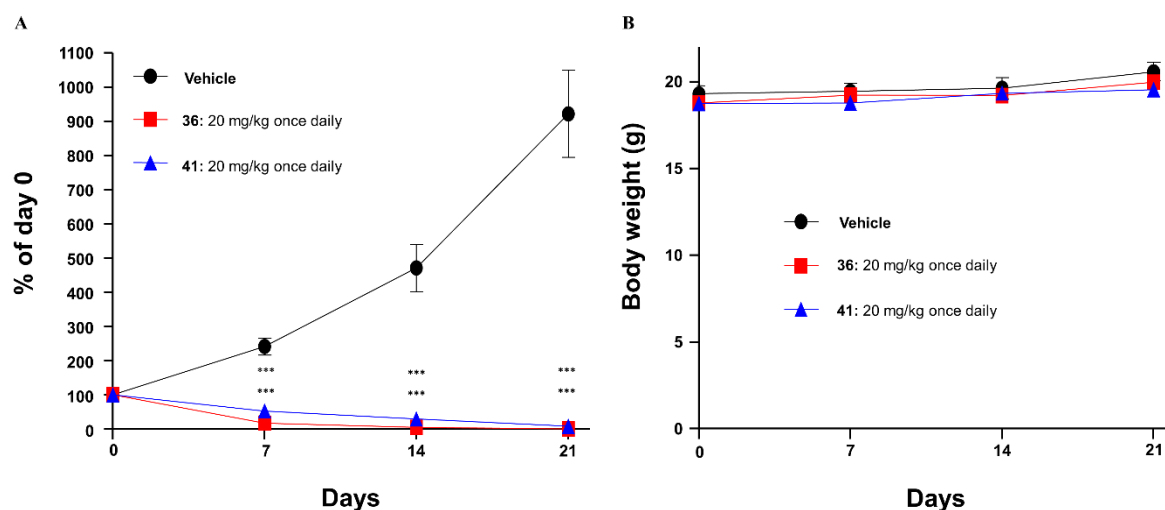 A
% of day 0
1100
1000
900
800
700
600
500
400
300
200
100
0
Vehicle
36: 20 mg/kg once daily
41: 20 mg/kg once daily
***
***
***
***
***
***
0
7
14
21
Days
B
Body weight (g)
20
15
10
5
0
Vehicle
36: 20 mg/kg once daily
41: 20 mg/kg once daily
0
7
14
21
Days